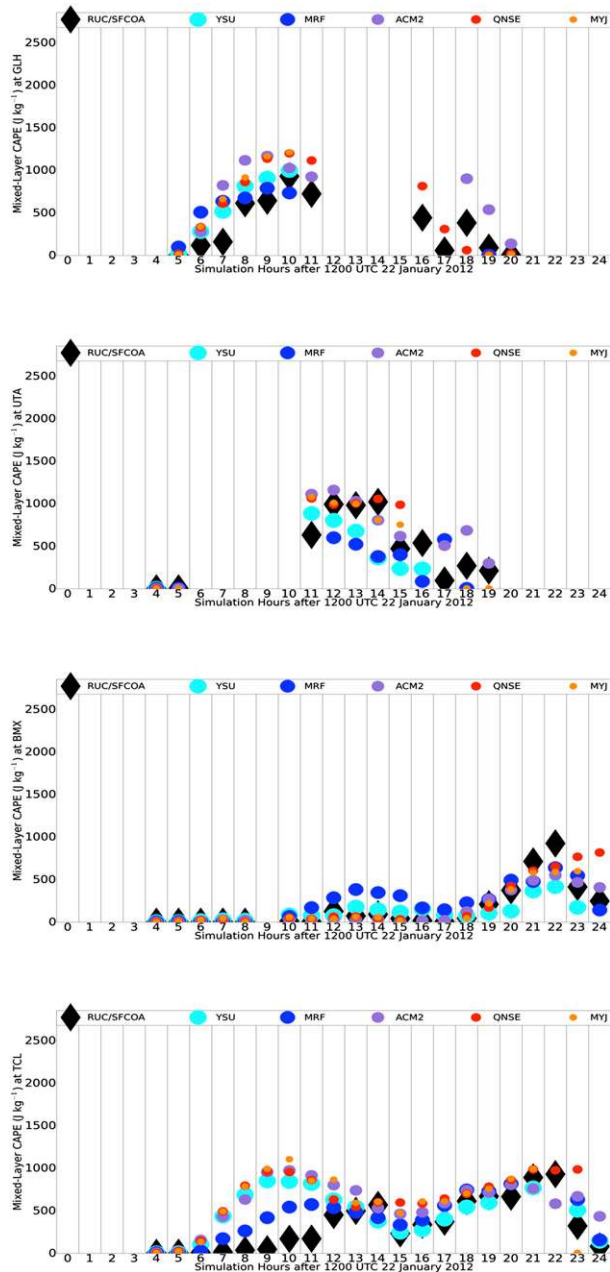 RUC/SFCOA YSU MRF ACM2 QNSE MYJ
2500
2000
1500
1000
500
0
Mixed-Layer CAPE (J kg⁻¹) at GLH
0 1 2 3 4 5 6 7 8 9 10 11 12 13 14 15 16 17 18 19 20 21 22 23 24
Simulation Hours after 1200 UTC 22 January 2012
RUC/SFCOA YSU MRF ACM2 QNSE MYJ
2500
2000
1500
1000
500
0
Mixed-Layer CAPE (J kg⁻¹) at UTA
0 1 2 3 4 5 6 7 8 9 10 11 12 13 14 15 16 17 18 19 20 21 22 23 24
Simulation Hours after 1200 UTC 22 January 2012
RUC/SFCOA YSU MRF ACM2 QNSE MYJ
2500
2000
1500
1000
500
0
Mixed-Layer CAPE (J kg⁻¹) at BMX
0 1 2 3 4 5 6 7 8 9 10 11 12 13 14 15 16 17 18 19 20 21 22 23 24
Simulation Hours after 1200 UTC 22 January 2012
RUC/SFCOA YSU MRF ACM2 QNSE MYJ
2500
2000
1500
1000
500
0
Mixed-Layer CAPE (J kg⁻¹) at TCL
0 1 2 3 4 5 6 7 8 9 10 11 12 13 14 15 16 17 18 19 20 21 22 23 24
Simulation Hours after 1200 UTC 22 January 2012